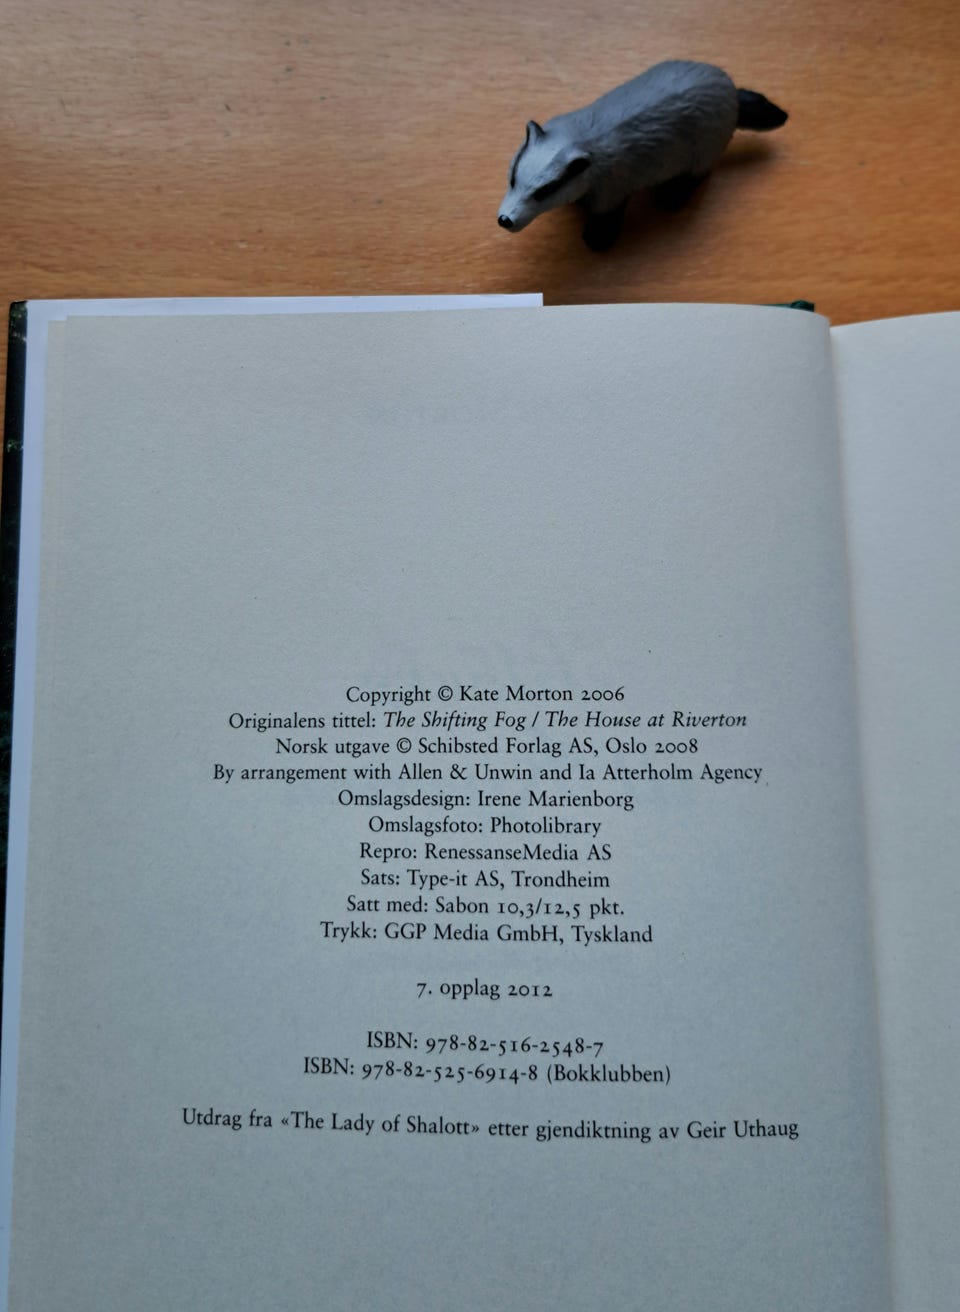 Copyright © Kate Morton 2006
Originalens tittel: The Shifting Fog / The House at Riverton
Norsk utgave © Schibsted Forlag AS, Oslo 2008
By arrangement with Allen & Unwin and Ia Atterholm Agency
Omslagsdesign: Irene Marienborg
Omslagsfoto: Photolibrary
Repro: RenessanseMedia AS
Sats: Type-it AS, Trondheim
Satt med: Sabon 10,3/12,5 pkt.
Trykk: GGP Media GmbH, Tyskland
7. opplag 2012
ISBN: 978-82-516-2548-7
ISBN: 978-82-525-6914-8 (Bokklubben)
Utdrag fra «The Lady of Shalott» etter gjendiktning av Geir Uthaug